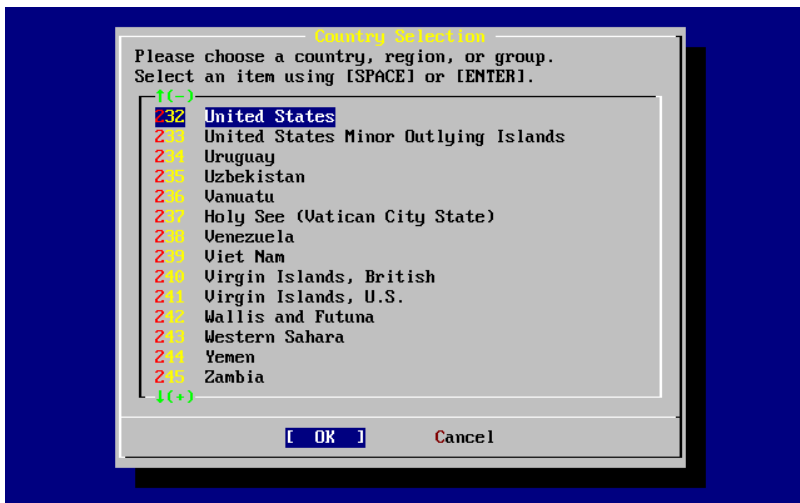 Country Selection
Please choose a country, region, or group.
Select an item using [SPACE] or [ENTER].
↑(-)
232 United States
233 United States Minor Outlying Islands
234 Uruguay
235 Uzbekistan
236 Vanuatu
237 Holy See (Vatican City State)
238 Venezuela
239 Viet Nam
240 Virgin Islands, British
241 Virgin Islands, U.S.
242 Wallis and Futuna
243 Western Sahara
244 Yemen
245 Zambia
↓(+)
[ OK ] Cancel